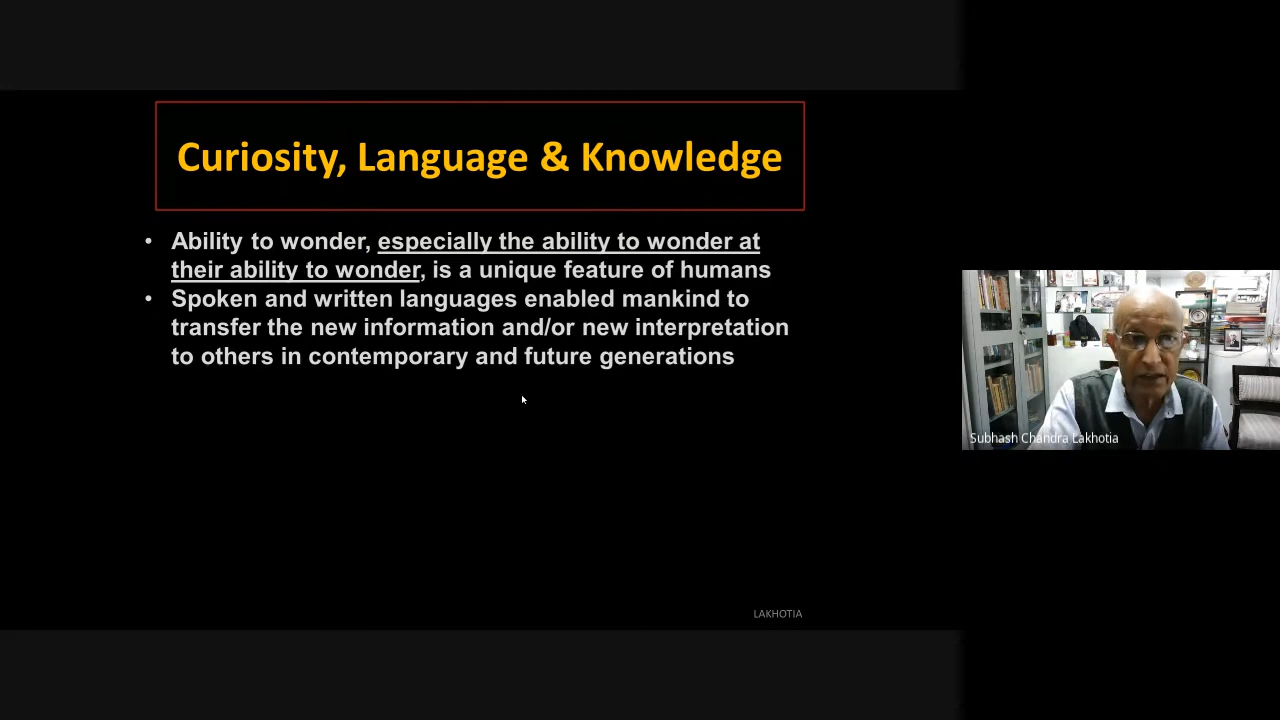 Curiosity, Language & Knowledge
• Ability to wonder, especially the ability to wonder at
their ability to wonder, is a unique feature of humans
• Spoken and written languages enabled mankind to
transfer the new information and/or new interpretation
to others in contemporary and future generations
Subhash Chandra Lakhotia
LAKHOTIA